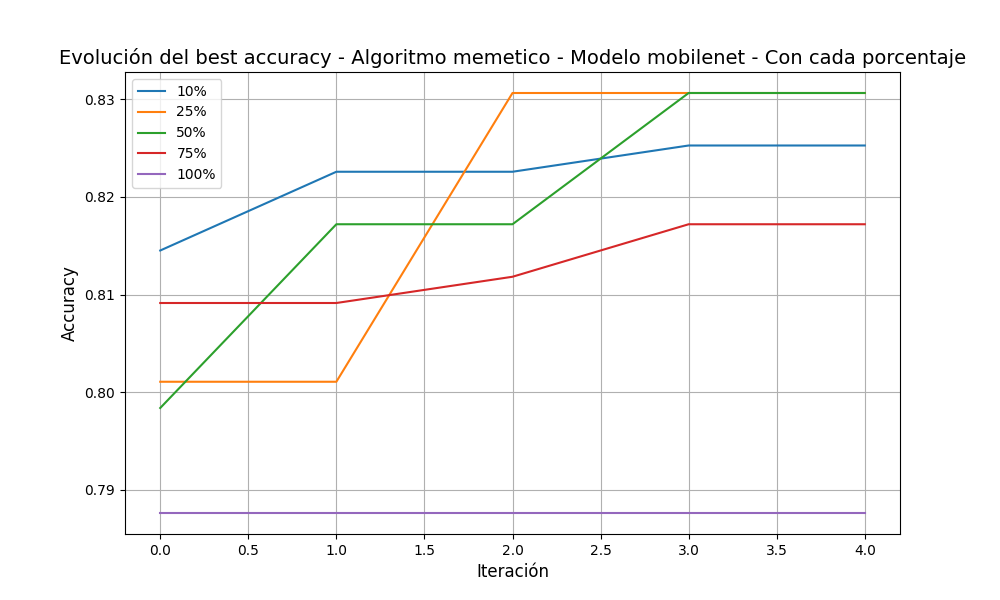 Evolución del best accuracy - Algoritmo memetico - Modelo mobilenet - Con cada porcentaje
10%
25%
50%
75%
100%
0.83
0.82
0.81
0.80
0.79
Accuracy
0.0 0.5 1.0 1.5 2.0 2.5 3.0 3.5 4.0
Iteración